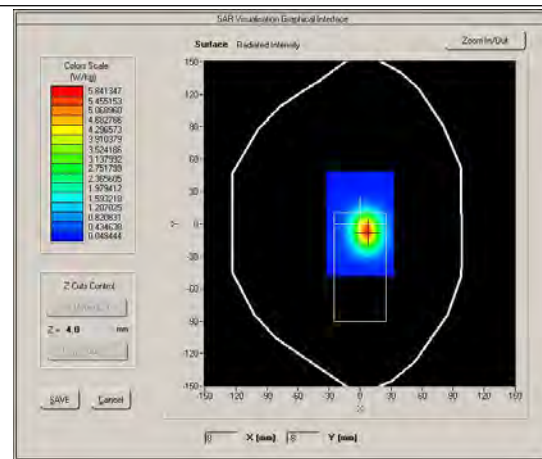 SAR Visualisation Graphical Interface
Surface Radiated Intensity
Zoom In/Out
Colors Scale
(W/kg)
5.841347
5.455153
5.068960
4.682766
4.296573
3.910379
3.524186
3.137992
2.751799
2.365605
1.979412
1.593218
1.207025
0.820831
0.434638
0.048444
150
120
90
60
30
0
-30
-60
-90
-120
-150
Y
-150 -120 -90 -60 -30 0 30 60 90 120 150
X
Z Cuts Control
Z = 4.0 mm
SAVE Cancel
X (mm) Y (mm)